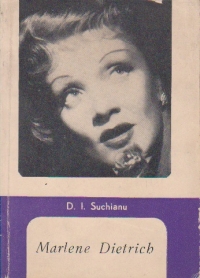 D. I. Suchianu
Marlene Dietrich